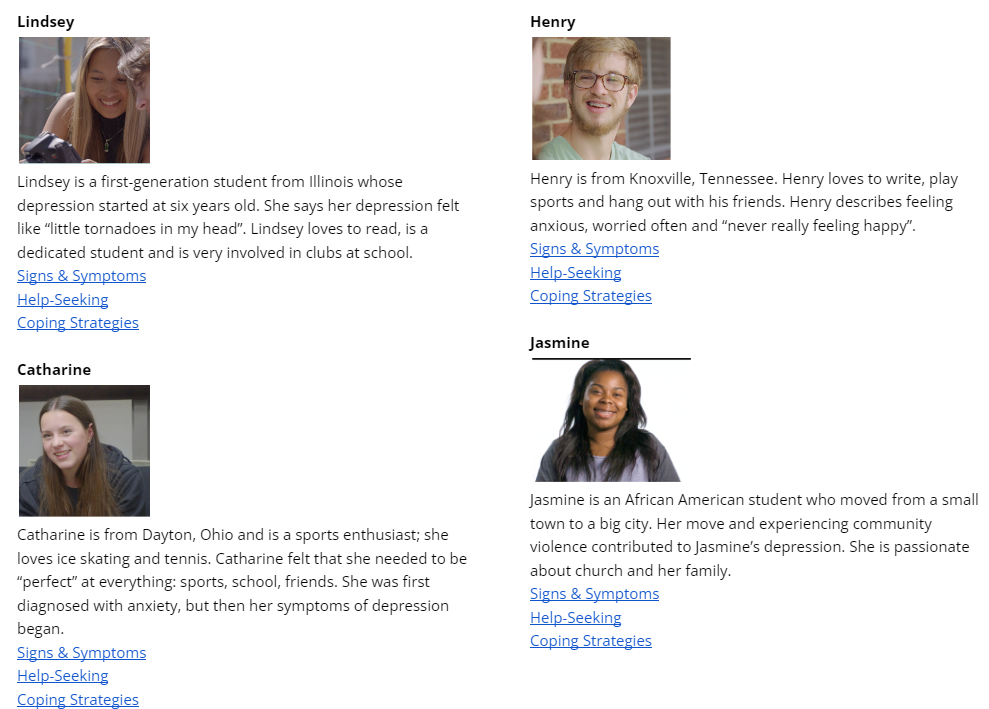 Lindsey
Lindsey is a first-generation student from Illinois whose
depression started at six years old. She says her depression felt
like “little tornadoes in my head”. Lindsey loves to read, is a
dedicated student and is very involved in clubs at school.
Signs & Symptoms
Help-Seeking
Coping Strategies
Catharine
Catharine is from Dayton, Ohio and is a sports enthusiast; she
loves ice skating and tennis. Catharine felt that she needed to be
“perfect” at everything: sports, school, friends. She was first
diagnosed with anxiety, but then her symptoms of depression
began.
Signs & Symptoms
Help-Seeking
Coping Strategies
Henry
Henry is from Knoxville, Tennessee. Henry loves to write, play
sports and hang out with his friends. Henry describes feeling
anxious, worried often and “never really feeling happy”.
Signs & Symptoms
Help-Seeking
Coping Strategies
Jasmine
Jasmine is an African American student who moved from a small
town to a big city. Her move and experiencing community
violence contributed to Jasmine’s depression. She is passionate
about church and her family.
Signs & Symptoms
Help-Seeking
Coping Strategies